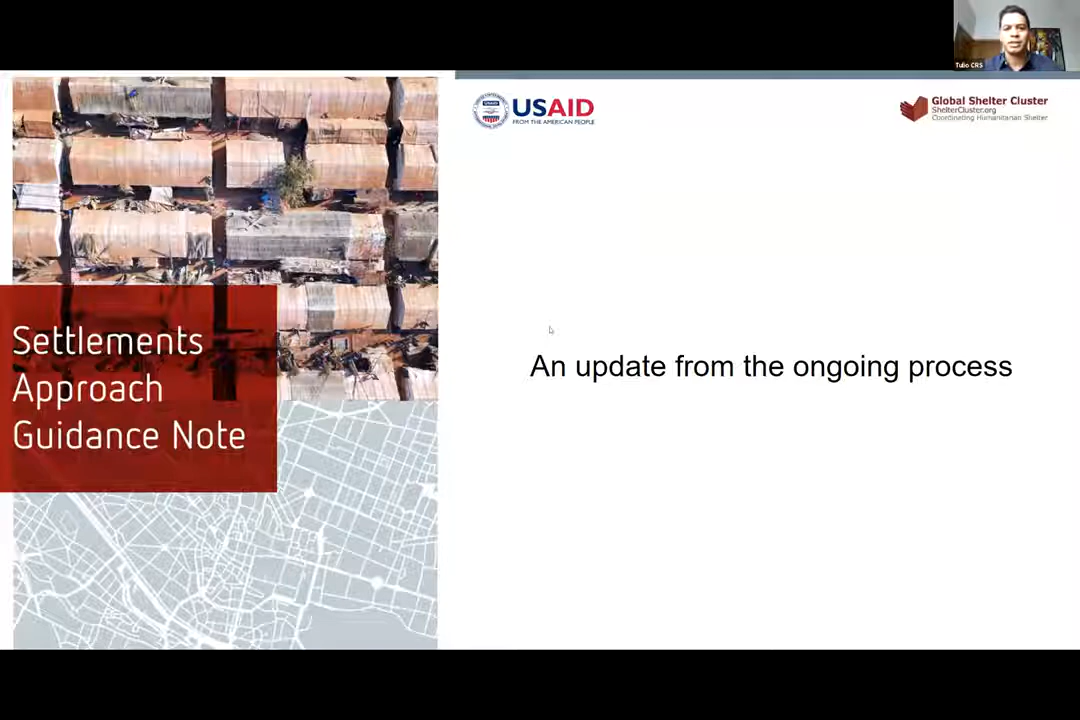 Tulio CRS
USAID
FROM THE AMERICAN PEOPLE
Global Shelter Cluster
ShelterCluster.org
Coordinating Humanitarian Shelter
Settlements
Approach
Guidance Note
An update from the ongoing process